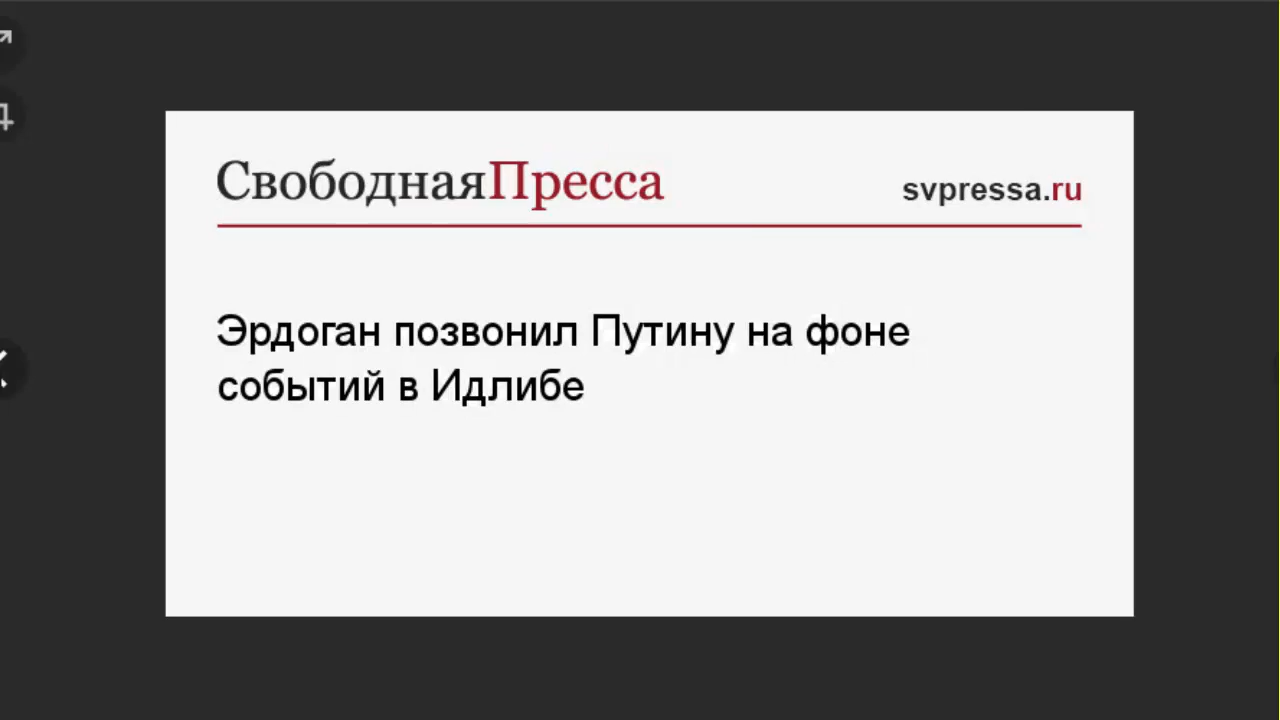 СвободнаяПресса
svpressa.ru
Эрдоган позвонил Путину на фоне
событий в Идлибе